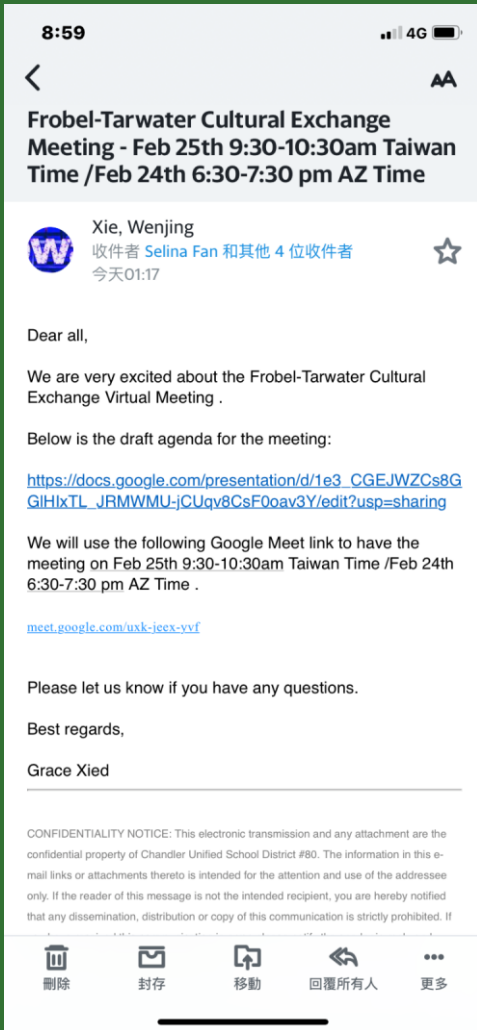 8:59
4G
AA
Frobel-Tarwater Cultural Exchange
Meeting - Feb 25th 9:30-10:30am Taiwan
Time /Feb 24th 6:30-7:30 pm AZ Time
W
Xie, Wenjing
收件者 Selina Fan 和其他 4 位收件者
今天01:17
Dear all,
We are very excited about the Frobel-Tarwater Cultural
Exchange Virtual Meeting .
Below is the draft agenda for the meeting:
https://docs.google.com/presentation/d/1e3_CGEJWZCs8G
GlHIxTL_JRMWMU-jCUqv8CsF0oav3Y/edit?usp=sharing
We will use the following Google Meet link to have the
meeting on Feb 25th 9:30-10:30am Taiwan Time /Feb 24th
6:30-7:30 pm AZ Time .
meet.google.com/uxk-jeex-yvf
Please let us know if you have any questions.
Best regards,
Grace Xied
CONFIDENTIALITY NOTICE: This electronic transmission and any attachment are the
confidential property of Chandler Unified School District #80. The information in this e-
mail links or attachments thereto is intended for the attention and use of the addressee
only. If the reader of this message is not the intended recipient, you are hereby notified
that any dissemination, distribution or copy of this communication is strictly prohibited. If
刪除 封存 移動 回覆所有人 更多